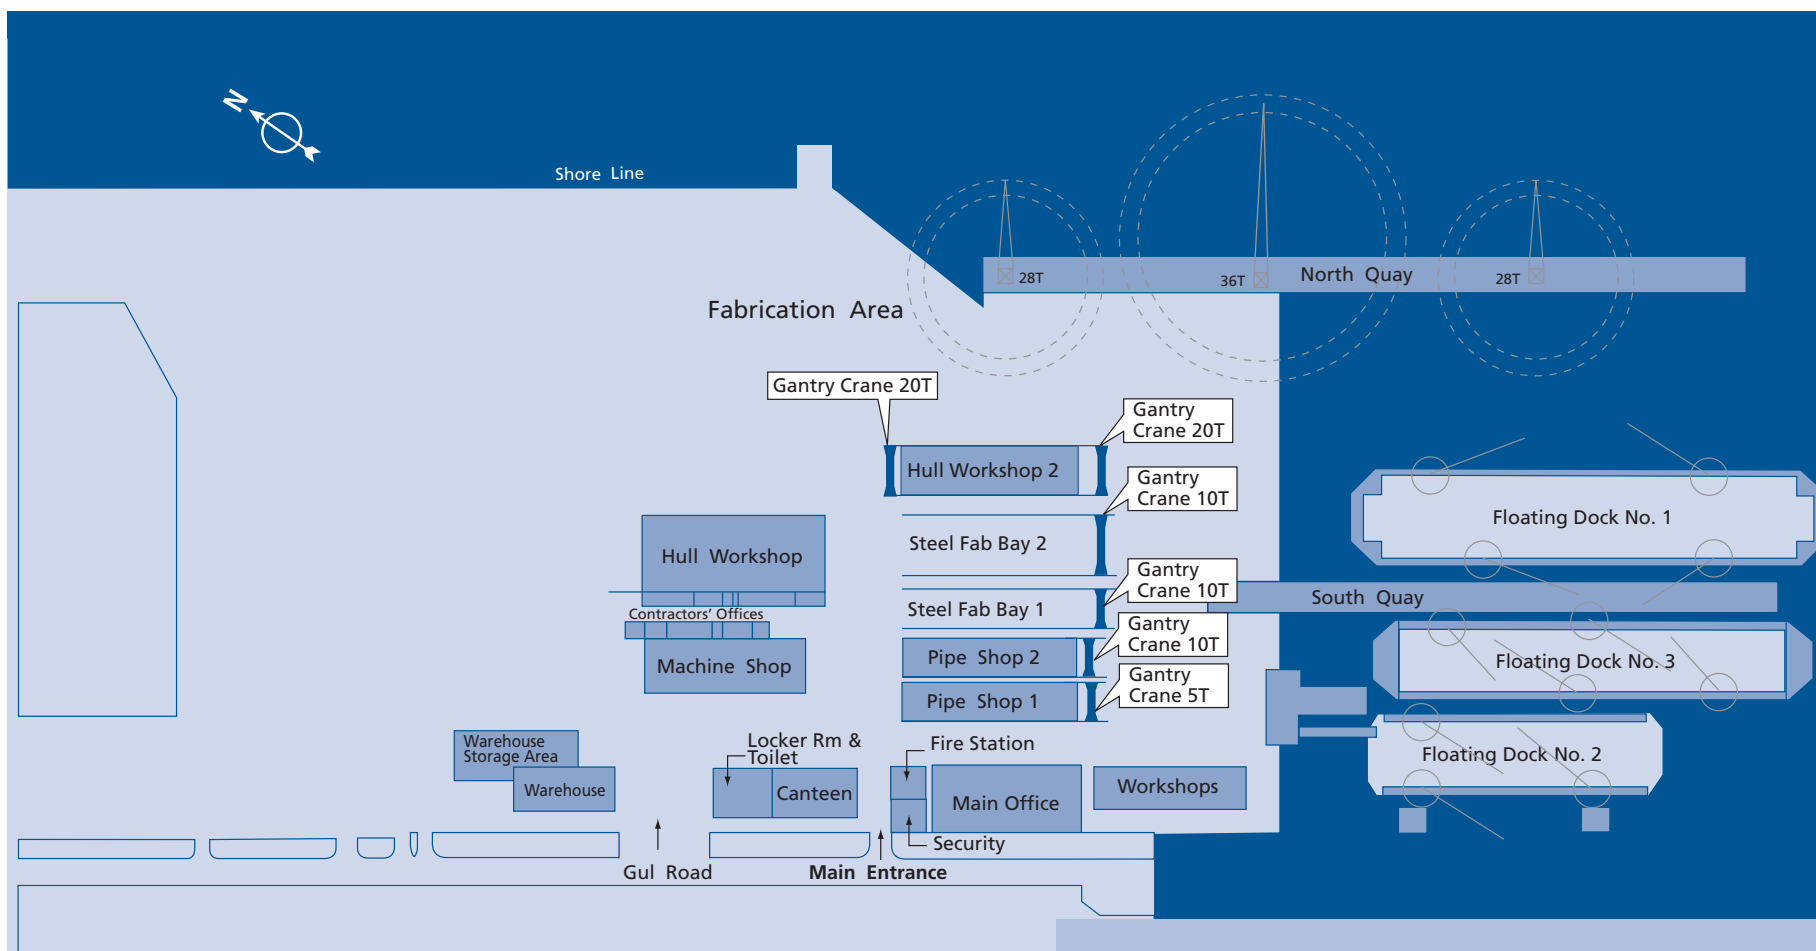 N
Shore Line
28T
36T
North Quay
28T
Fabrication Area
Gantry Crane 20T
Gantry
Crane 20T
Hull Workshop 2
Gantry
Crane 10T
Floating Dock No. 1
Steel Fab Bay 2
Hull Workshop
Gantry
Crane 10T
South Quay
Steel Fab Bay 1
Contractors' Offices
Gantry
Crane 10T
Pipe Shop 2
Machine Shop
Floating Dock No. 3
Gantry
Crane 5T
Pipe Shop 1
Warehouse
Storage Area
Locker Rm &
Toilet
Fire Station
Floating Dock No. 2
Warehouse
Canteen
Main Office
Workshops
Security
Gul Road
Main Entrance